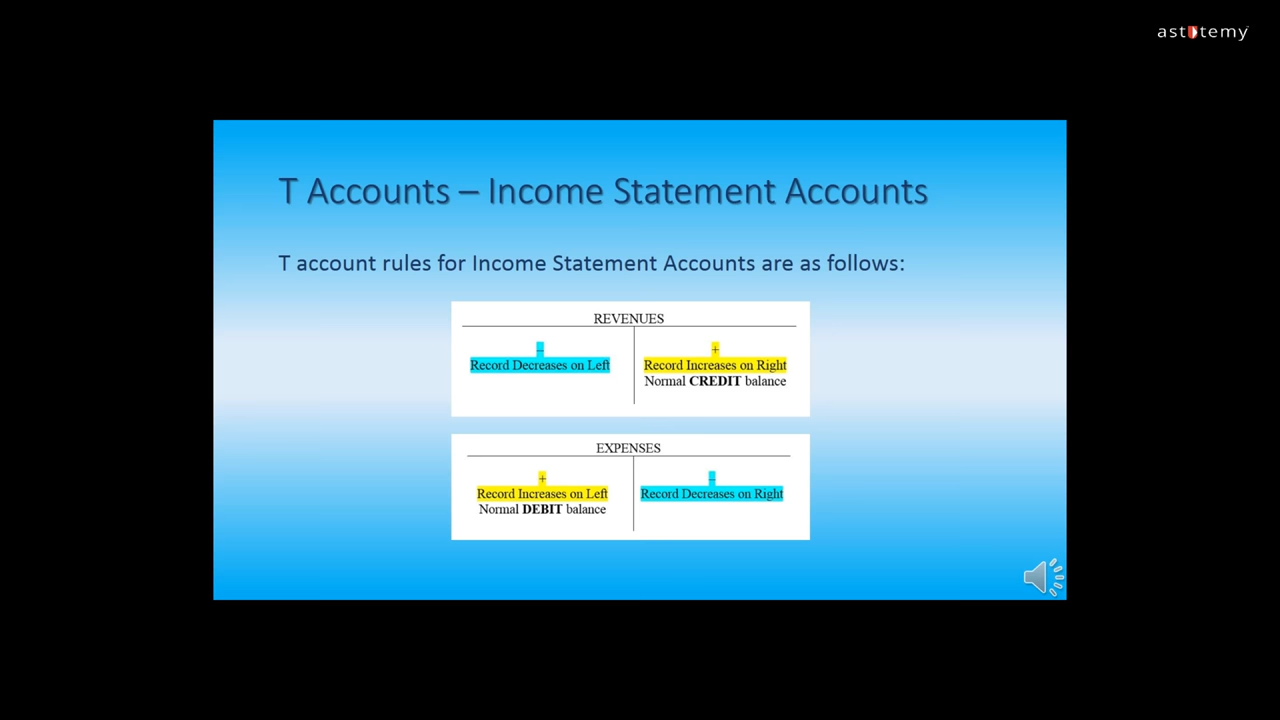 T Accounts – Income Statement Accounts
T account rules for Income Statement Accounts are as follows:
REVENUES
–
Record Decreases on Left
+
Record Increases on Right
Normal CREDIT balance
EXPENSES
+
Record Increases on Left
Normal DEBIT balance
–
Record Decreases on Right